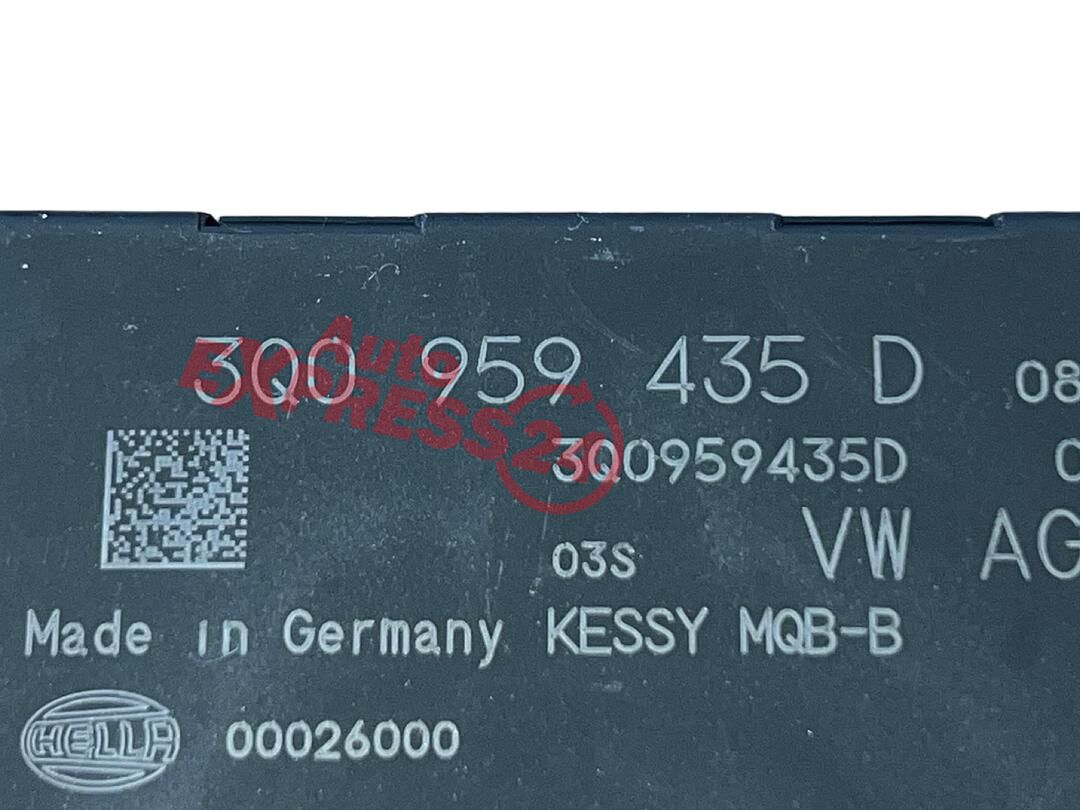 3Q0 959 435 D 08
Auto
EXPRESS24
3Q0959435D
03S VW AG
Made in Germany KESSY MQB-B
HELLA 00026000